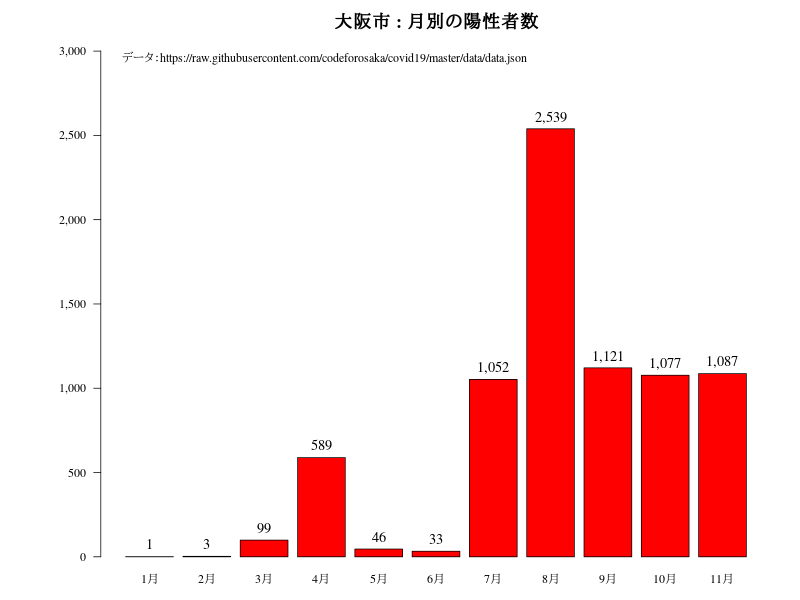 大阪市 : 月別の陽性者数
データ：https://raw.githubusercontent.com/codeforosaka/covid19/master/data/data.json
3,000
2,500
2,000
1,500
1,000
500
0
1
3
99
589
46
33
1,052
2,539
1,121
1,077
1,087
1月
2月
3月
4月
5月
6月
7月
8月
9月
10月
11月